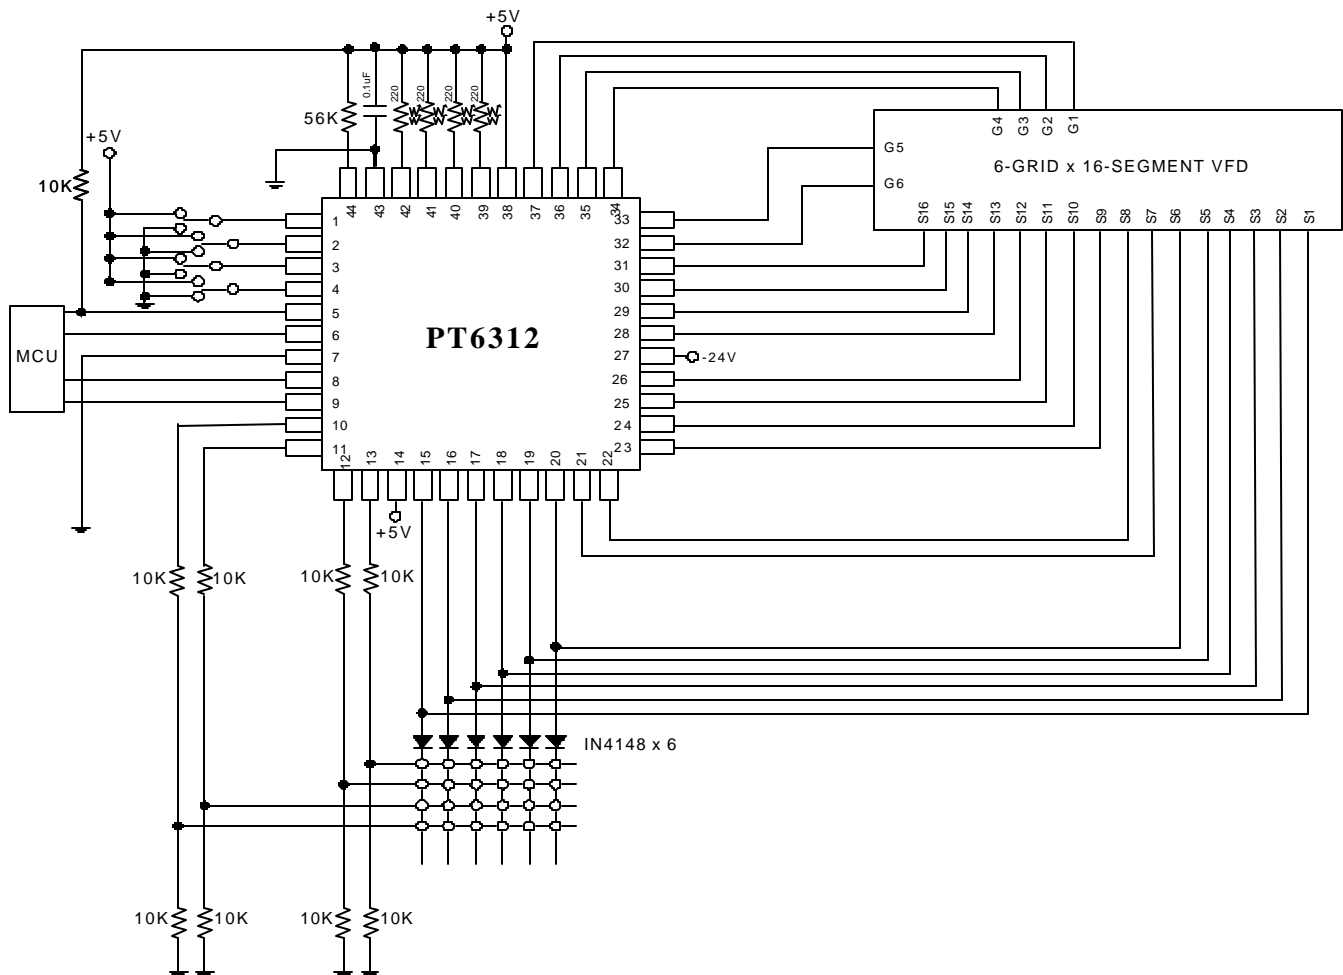 +5V
0.1uF
220
220
220
220
56K
+5V
10K
G4
G3
G2
G1
G5
G6
6-GRID x 16-SEGMENT VFD
S16
S15
S14
S13
S12
S11
S10
S9
S8
S7
S6
S5
S4
S3
S2
S1
44
43
42
41
40
39
38
37
36
35
34
1
2
3
4
5
6
7
8
9
10
11
33
32
31
30
29
28
27
26
25
24
23
-24V
MCU
PT6312
12
13
14
15
16
17
18
19
20
21
22
+5V
10K
10K
10K
10K
IN4148 x 6
10K
10K
10K
10K